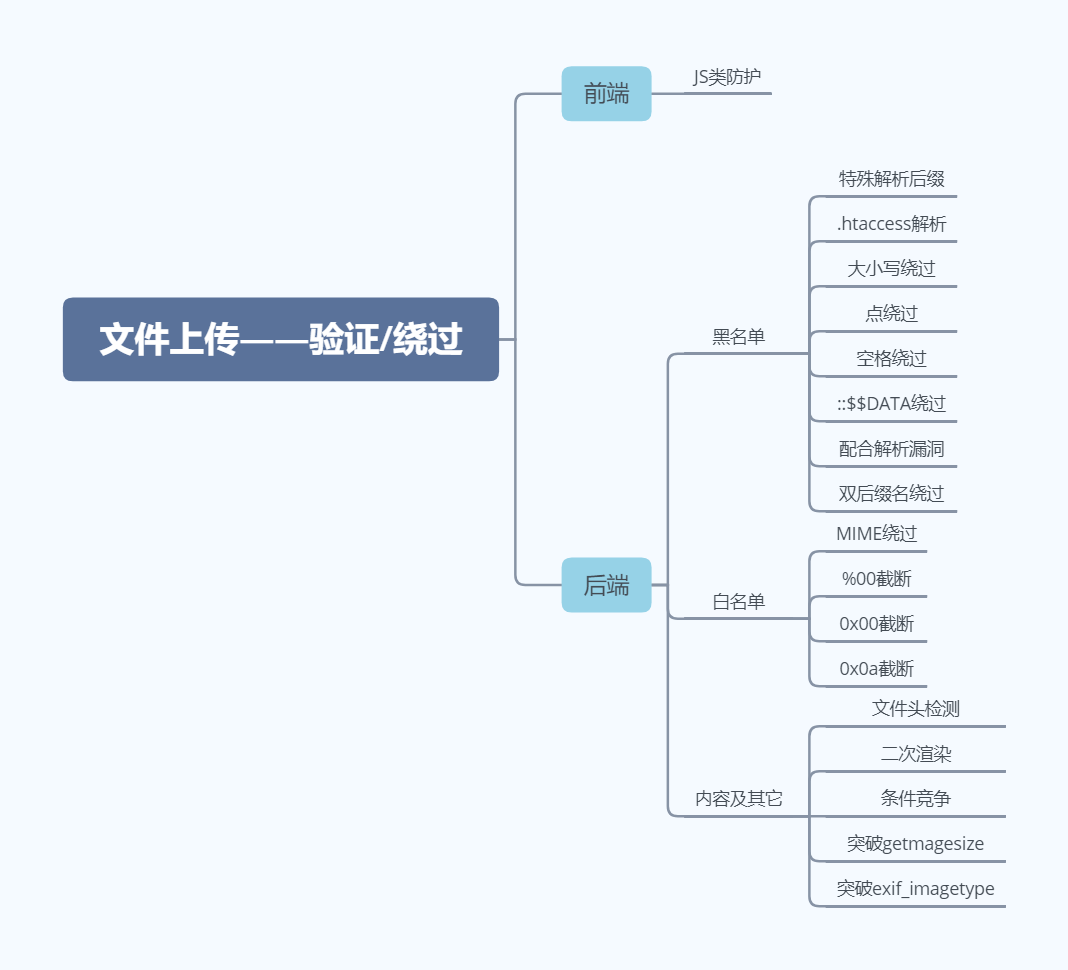 前端
JS类防护
特殊解析后缀
.htaccess解析
大小写绕过
点绕过
文件上传——验证/绕过
黑名单
空格绕过
::$$DATA绕过
配合解析漏洞
双后缀名绕过
后端
白名单
MIME绕过
%00截断
0x00截断
0x0a截断
内容及其它
文件头检测
二次渲染
条件竞争
突破getmagesize
突破exif_imagetype